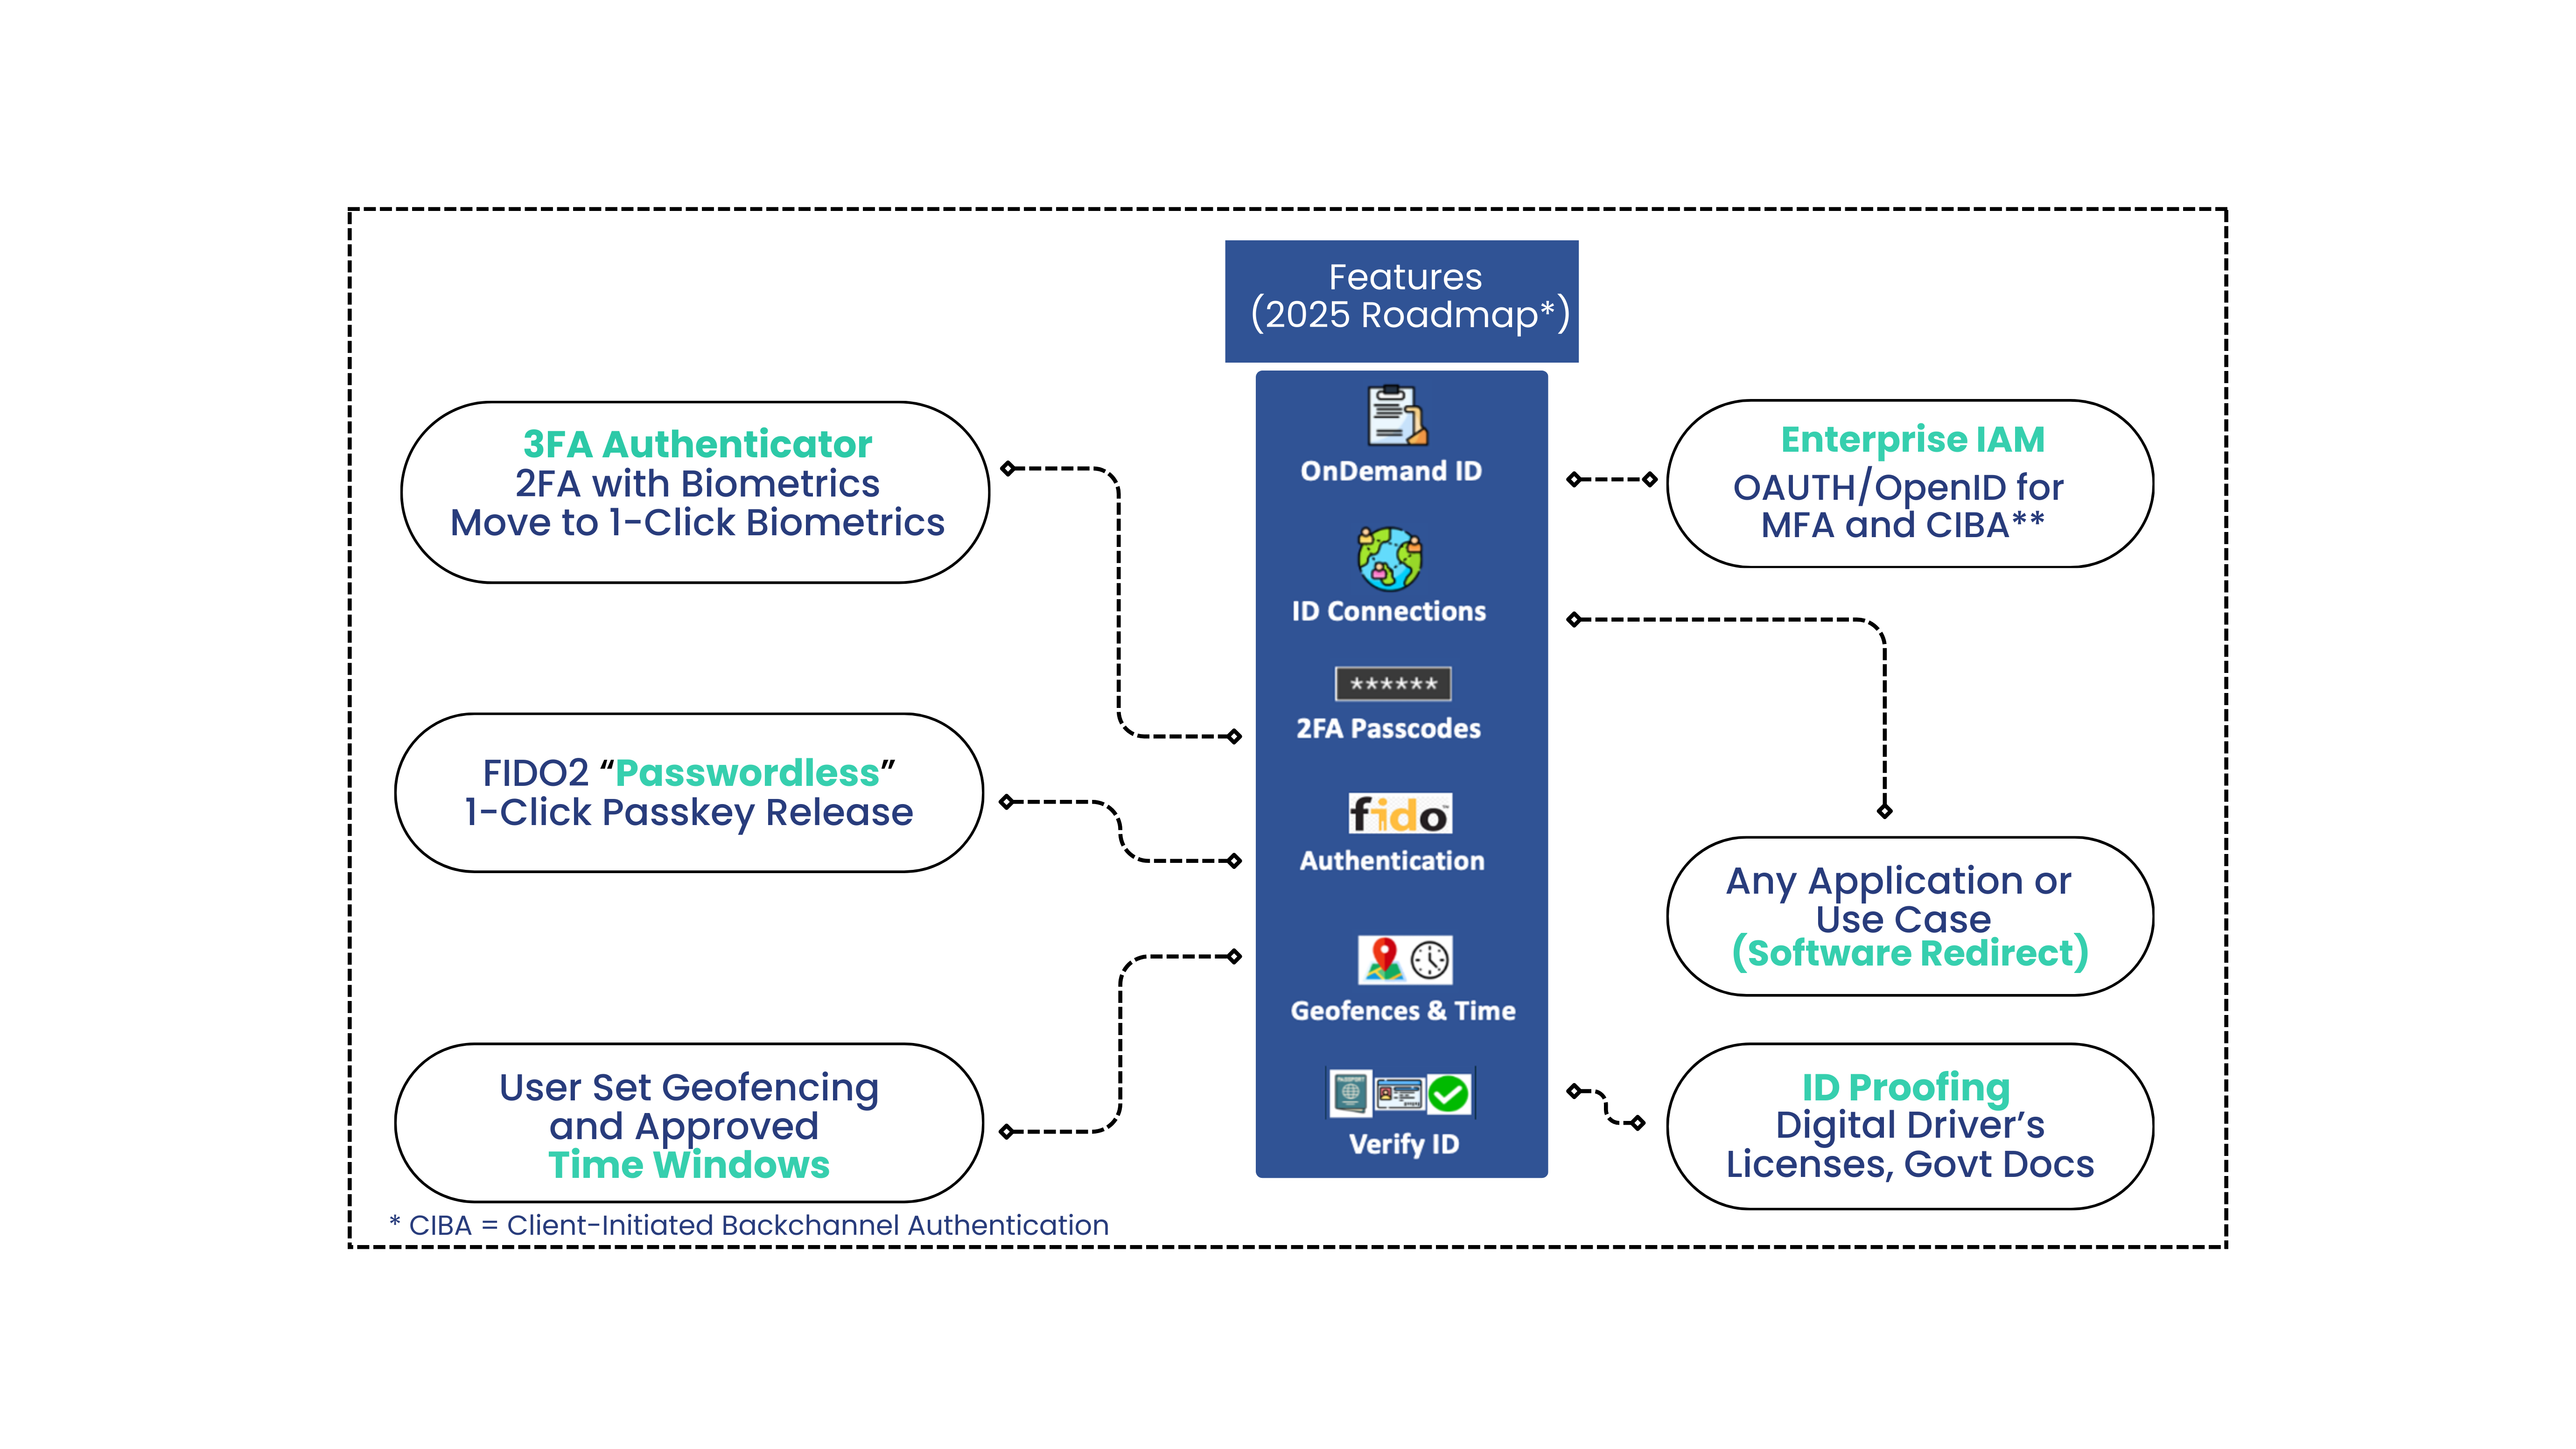 Features
(2025 Roadmap*)
3FA Authenticator
2FA with Biometrics
Move to 1-Click Biometrics
FIDO2 “Passwordless”
1-Click Passkey Release
User Set Geofencing
and Approved
Time Windows
* CIBA = Client-Initiated Backchannel Authentication
OnDemand ID
ID Connections
******
2FA Passcodes
fido™
Authentication
Geofences & Time
PASSPORT
Verify ID
Enterprise IAM
OAUTH/OpenID for
MFA and CIBA**
Any Application or
Use Case
(Software Redirect)
ID Proofing
Digital Driver’s
Licenses, Govt Docs